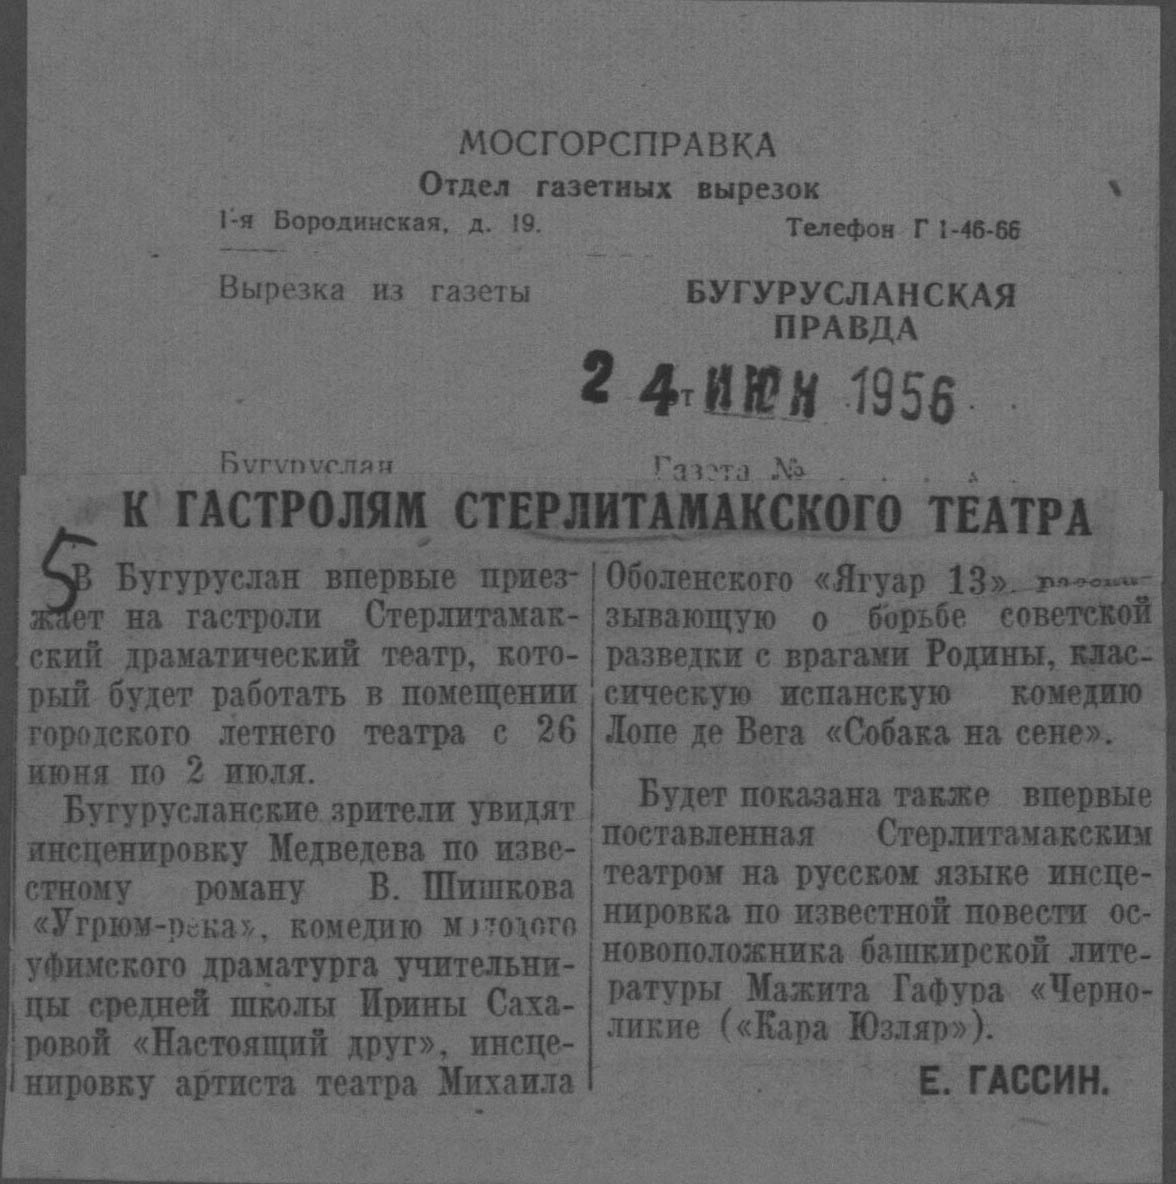 МОСГОРСПРАВКА
Отдел газетных вырезок
1-я Бородинская, д. 19.
Телефон Г 1-46-66
Вырезка из газеты
БУГУРУСЛАНСКАЯ
ПРАВДА
2 4 от ИЮН 1956
Бугуруслан
Газета №
К ГАСТРОЛЯМ СТЕРЛИТАМАКСКОГО ТЕАТРА
5
В Бугуруслан впервые приез-
жает на гастроли Стерлитамак-
ский драматический театр, кото-
рый будет работать в помещении
городского летнего театра с 26
июня по 2 июля.
Бугурусланские зрители увидят
инсценировку Медведева по изве-
стному роману В. Шишкова
«Угрюм-река», комедию молодого
уфимского драматурга учительни-
цы средней школы Ирины Саха-
ровой «Настоящий друг», инсце-
нировку артиста театра Михаила
Оболенского «Ягуар 13»,
зывающую о борьбе советской
разведки с врагами Родины, клас-
сическую испанскую комедию
Лопе де Вега «Собака на сене».
Будет показана также впервые
поставленная Стерлитамакским
театром на русском языке инсце-
нировка по известной повести ос-
новоположника башкирской лите-
ратуры Мажита Гафура «Черно-
ликие («Кара Юзляр»).
Е. ГАССИН.